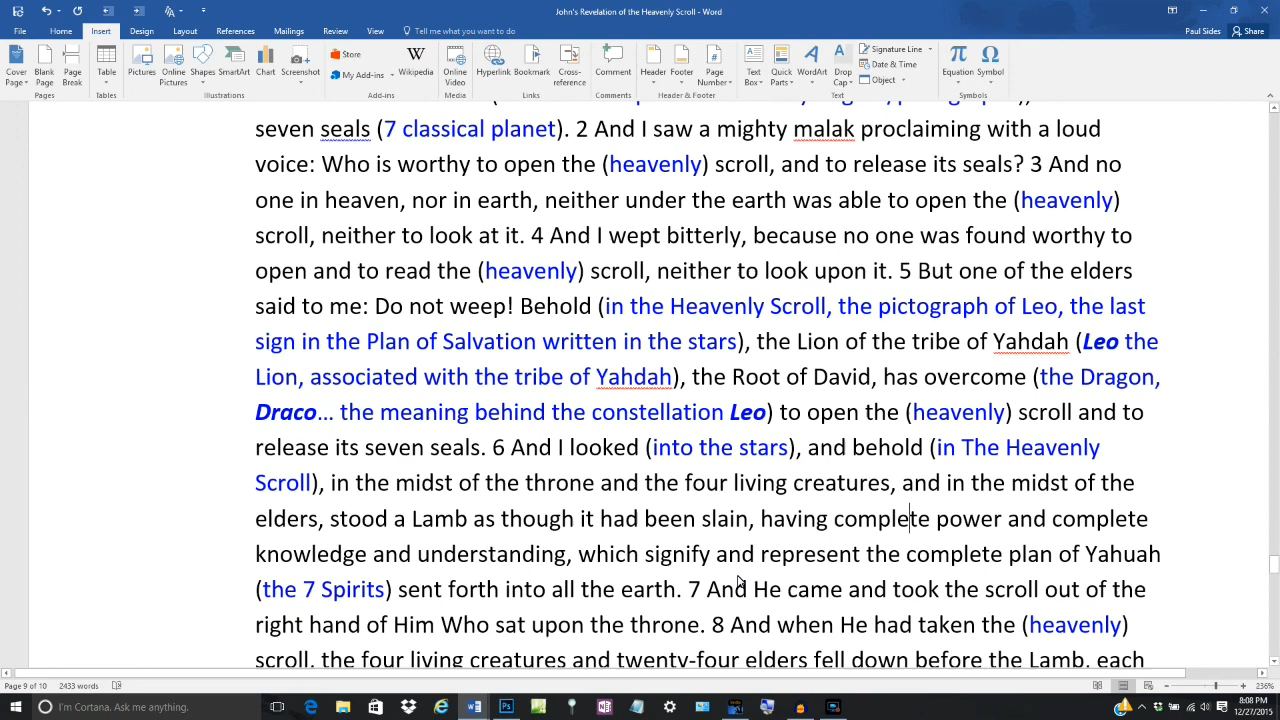 John's Revelation of the Heavenly Scroll - Word
Paul Sides
File Home Insert Design Layout References Mailings Review View Tell me what you want to do
Share
Cover Page
Blank Page
Page Break
Table
Pictures
Online Pictures
Shapes
SmartArt
Chart
Screenshot
Store
My Add-ins
Wikipedia
Online Video
Hyperlink
Bookmark
Cross-reference
Comment
Header
Footer
Page Number
Text Box
Quick Parts
WordArt
Drop Cap
Signature Line
Date & Time
Object
Equation
Symbol
Pages Tables Illustrations Add-ins Media Links Comments Header & Footer Text Symbols
seven seals (7 classical planet). 2 And I saw a mighty malak proclaiming with a loud
voice: Who is worthy to open the (heavenly) scroll, and to release its seals? 3 And no
one in heaven, nor in earth, neither under the earth was able to open the (heavenly)
scroll, neither to look at it. 4 And I wept bitterly, because no one was found worthy to
open and to read the (heavenly) scroll, neither to look upon it. 5 But one of the elders
said to me: Do not weep! Behold (in the Heavenly Scroll, the pictograph of Leo, the last
sign in the Plan of Salvation written in the stars), the Lion of the tribe of Yahdah (Leo the
Lion, associated with the tribe of Yahdah), the Root of David, has overcome (the Dragon,
Draco... the meaning behind the constellation Leo) to open the (heavenly) scroll and to
release its seven seals. 6 And I looked (into the stars), and behold (in The Heavenly
Scroll), in the midst of the throne and the four living creatures, and in the midst of the
elders, stood a Lamb as though it had been slain, having complete power and complete
knowledge and understanding, which signify and represent the complete plan of Yahuah
(the 7 Spirits) sent forth into all the earth. 7 And He came and took the scroll out of the
right hand of Him Who sat upon the throne. 8 And when He had taken the (heavenly)
scroll, the four living creatures and twenty-four elders fell down before the Lamb, each
Page 9 of 10 2433 words
236%
I'm Cortana. Ask me anything.
8:08 PM
12/27/2015